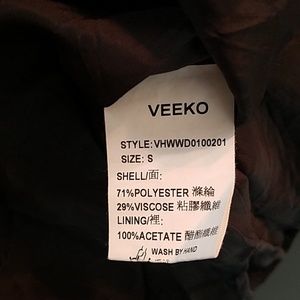 VEEKO
STYLE:VHWWD0100201
SIZE: S
SHELL/面:
71%POLYESTER 滌綸
29%VISCOSE 粘膠纖維
LINING/裡:
100%ACETATE 醋酯纖維
WASH BY HAND